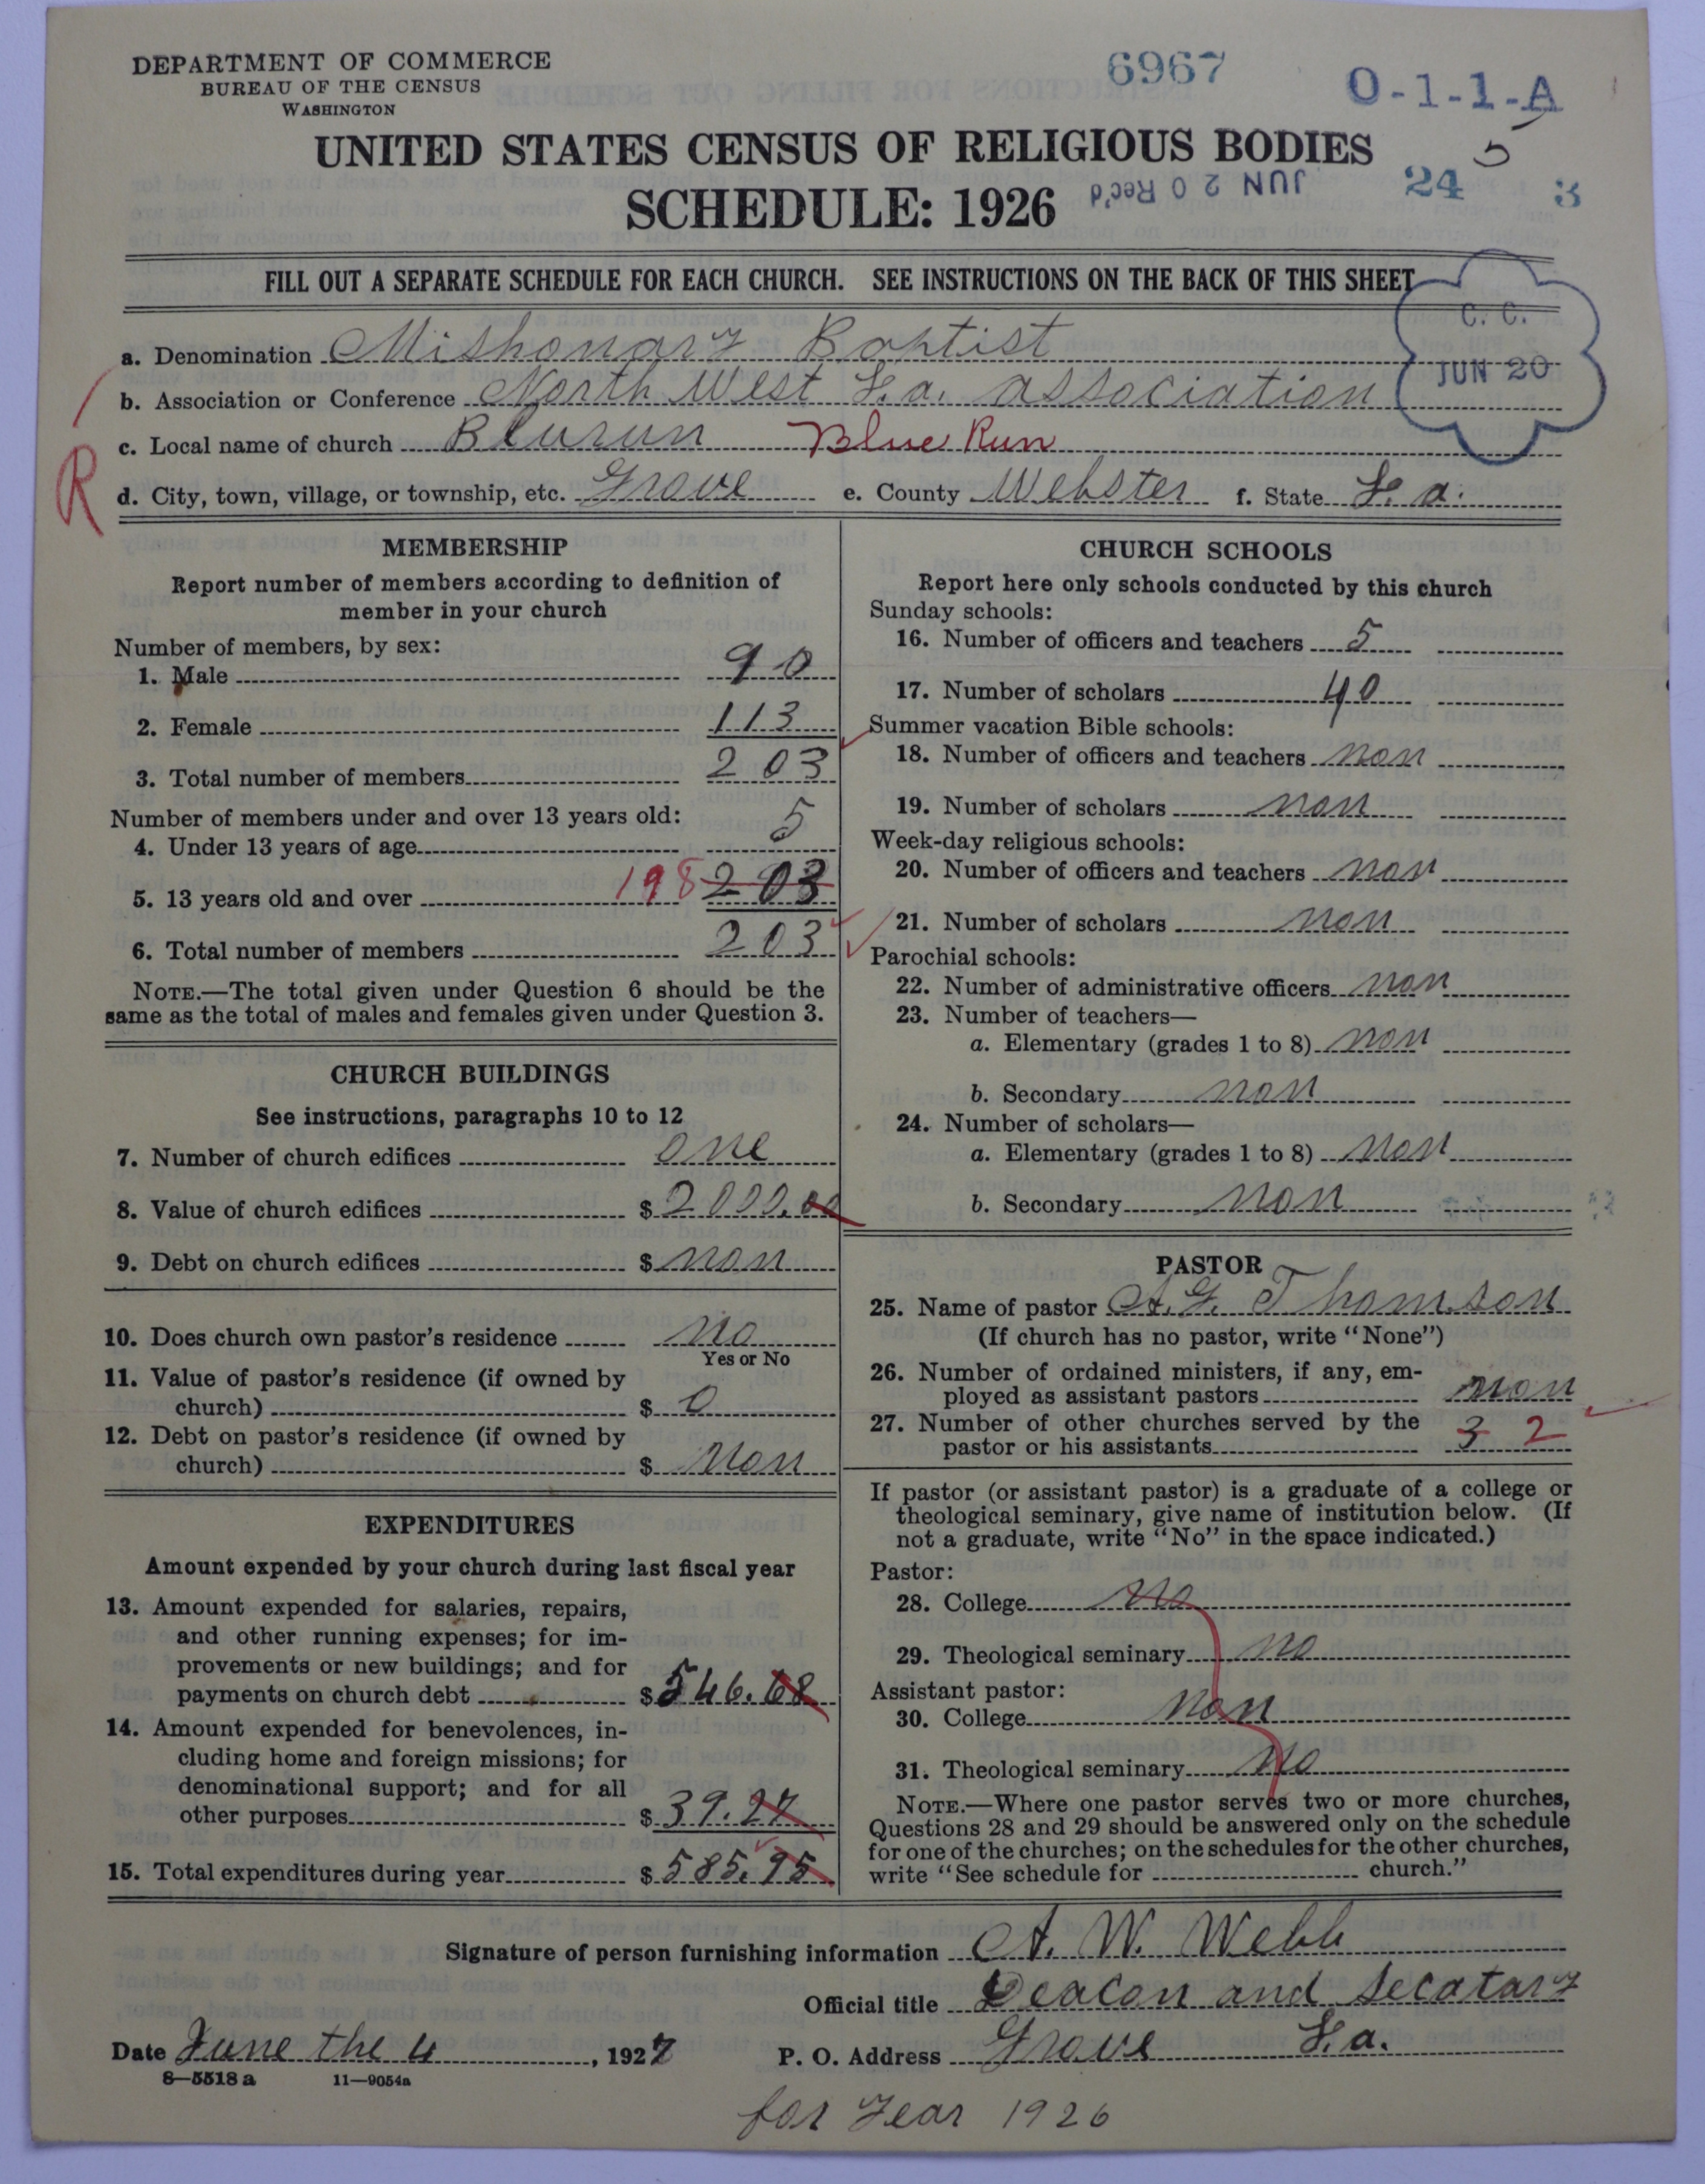 DEPARTMENT OF COMMERCE
BUREAU OF THE CENSUS
WASHINGTON
6967
O-1-1-A
5
UNITED STATES CENSUS OF RELIGIOUS BODIES
SCHEDULE: 1926
JUN 20 Rec'd
24
3
FILL OUT A SEPARATE SCHEDULE FOR EACH CHURCH. SEE INSTRUCTIONS ON THE BACK OF THIS SHEET
C. C.
JUN 20
a. Denomination Mishonary Baptist
b. Association or Conference North West La. association
c. Local name of church Blurun Blue Run
R
d. City, town, village, or township, etc. Grove e. County Webster f. State La.
MEMBERSHIP
Report number of members according to definition of
member in your church
Number of members, by sex:
1. Male 90
2. Female 113
3. Total number of members 203
Number of members under and over 13 years old:
4. Under 13 years of age 5
5. 13 years old and over 198 203
6. Total number of members 203
NOTE.—The total given under Question 6 should be the
same as the total of males and females given under Question 3.
CHURCH BUILDINGS
See instructions, paragraphs 10 to 12
7. Number of church edifices one
8. Value of church edifices $2000.00
9. Debt on church edifices $non
10. Does church own pastor's residence no
Yes or No
11. Value of pastor's residence (if owned by
church) $0
12. Debt on pastor's residence (if owned by
church) $non
EXPENDITURES
Amount expended by your church during last fiscal year
13. Amount expended for salaries, repairs,
and other running expenses; for im-
provements or new buildings; and for
payments on church debt $546.68
14. Amount expended for benevolences, in-
cluding home and foreign missions; for
denominational support; and for all
other purposes $39.27
15. Total expenditures during year $585.95
CHURCH SCHOOLS
Report here only schools conducted by this church
Sunday schools:
16. Number of officers and teachers 5
17. Number of scholars 40
Summer vacation Bible schools:
18. Number of officers and teachers non
19. Number of scholars non
Week-day religious schools:
20. Number of officers and teachers non
21. Number of scholars non
Parochial schools:
22. Number of administrative officers non
23. Number of teachers—
a. Elementary (grades 1 to 8) non
b. Secondary non
24. Number of scholars—
a. Elementary (grades 1 to 8) non
b. Secondary non
PASTOR
25. Name of pastor A. G. Thomson
(If church has no pastor, write "None")
26. Number of ordained ministers, if any, em-
ployed as assistant pastors non
27. Number of other churches served by the
pastor or his assistants 3 2
If pastor (or assistant pastor) is a graduate of a college or
theological seminary, give name of institution below. (If
not a graduate, write "No" in the space indicated.)
Pastor:
28. College no
29. Theological seminary no
Assistant pastor:
30. College non
31. Theological seminary no
NOTE.—Where one pastor serves two or more churches,
Questions 28 and 29 should be answered only on the schedule
for one of the churches; on the schedules for the other churches,
write "See schedule for church."
Signature of person furnishing information A. W. Webb
Official title Deacon and Secatary
Date June the 4, 1927 P. O. Address Grove La.
8—5518 a 11—9054a
for Year 1926